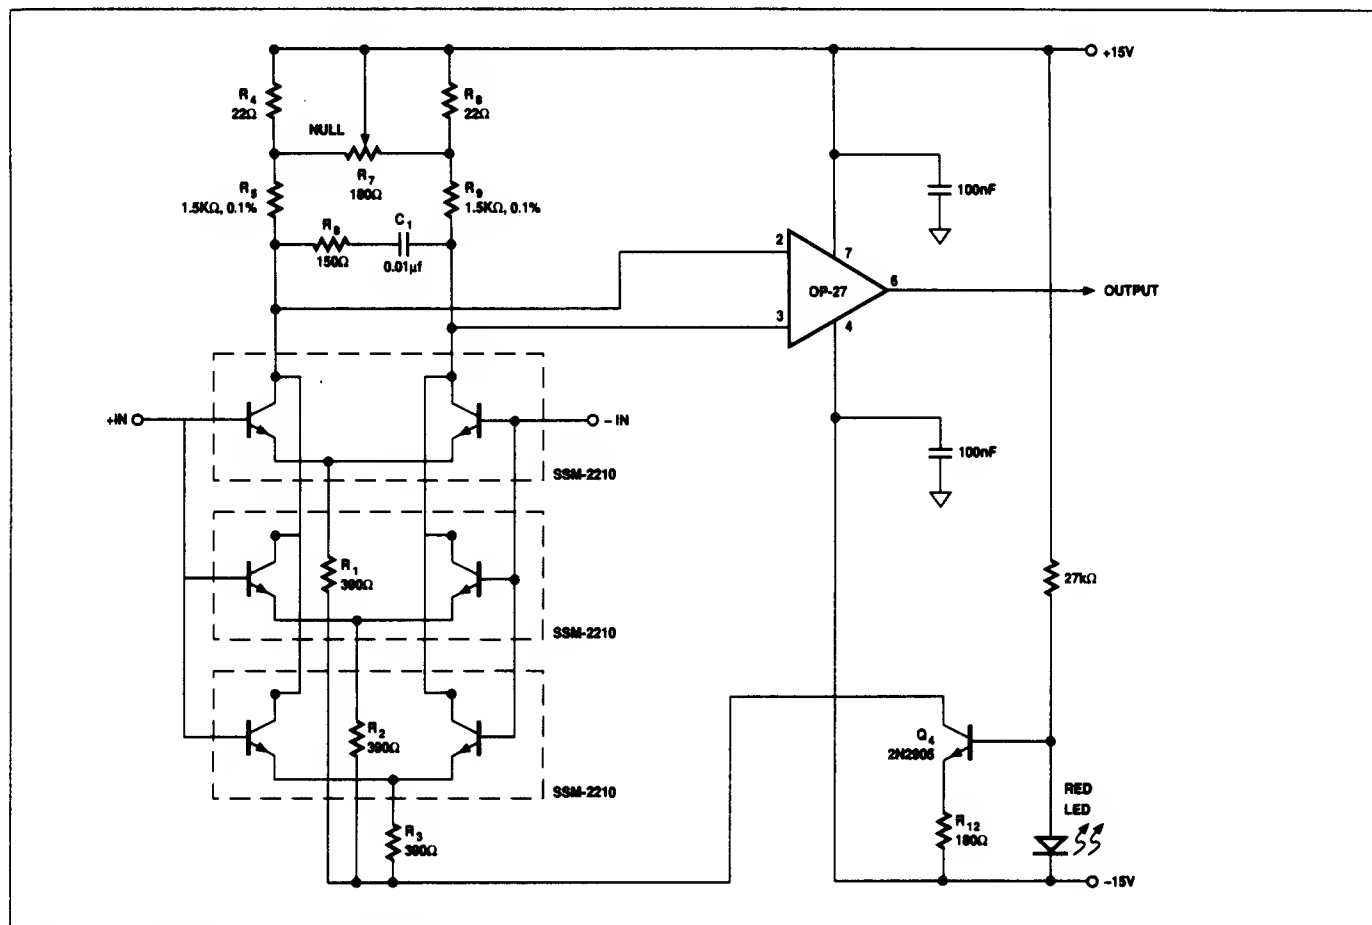 +15V
R4
22Ω
R8
22Ω
NULL
R7
180Ω
R5
1.5KΩ, 0.1%
R9
1.5KΩ, 0.1%
R6
150Ω
C1
0.01µf
100nF
2
3
7
4
6
OP-27
OUTPUT
+IN
– IN
SSM-2210
100nF
R1
390Ω
SSM-2210
27kΩ
R2
390Ω
SSM-2210
Q4
2N2905
RED
LED
R3
390Ω
R12
180Ω
–15V